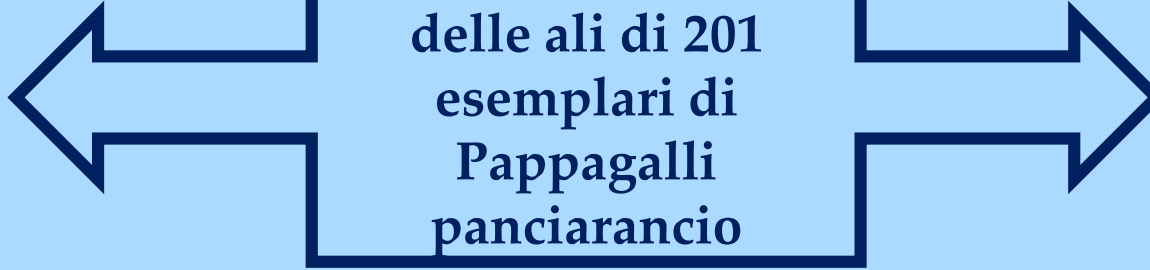 delle ali di 201
esemplari di
Pappagalli
panciarancio